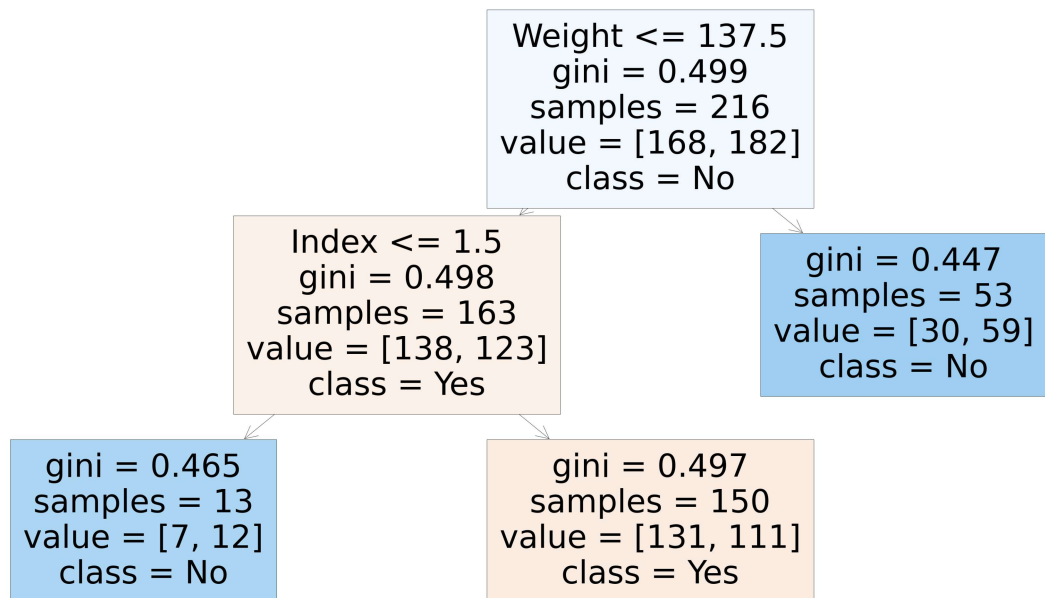 Weight <= 137.5
gini = 0.499
samples = 216
value = [168, 182]
class = No
Index <= 1.5
gini = 0.498
samples = 163
value = [138, 123]
class = Yes
gini = 0.447
samples = 53
value = [30, 59]
class = No
gini = 0.465
samples = 13
value = [7, 12]
class = No
gini = 0.497
samples = 150
value = [131, 111]
class = Yes